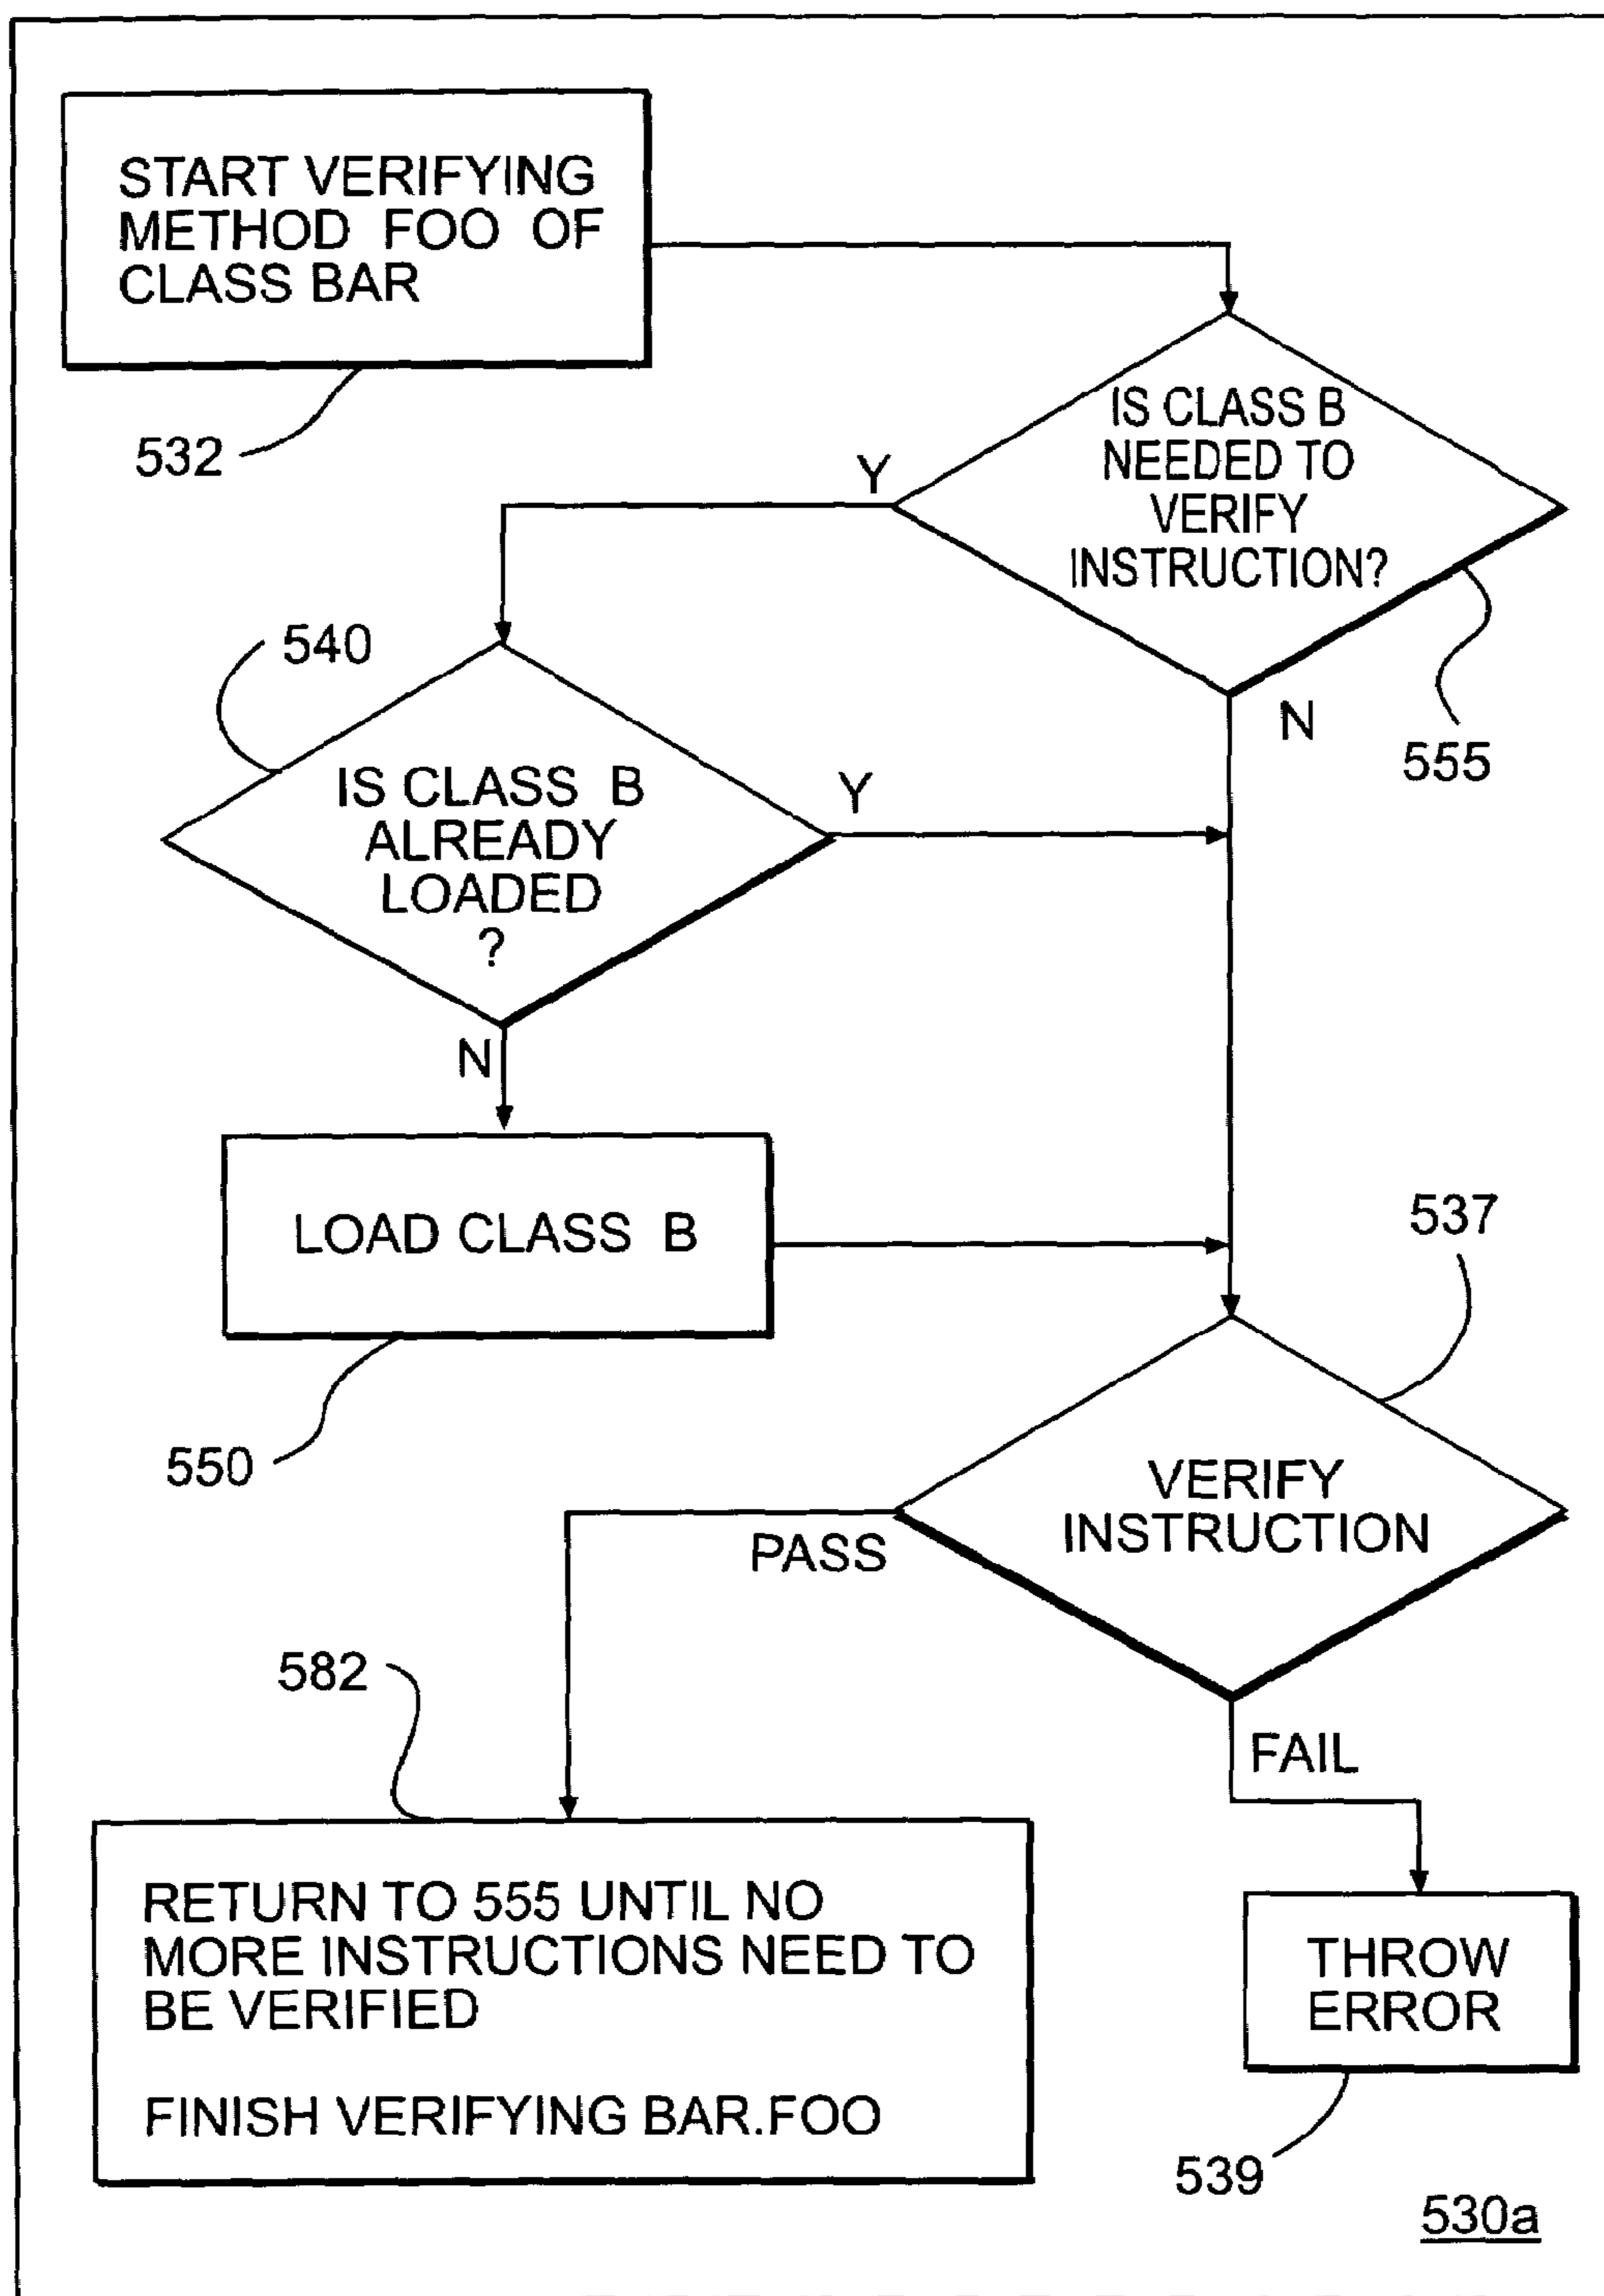 START VERIFYING
METHOD FOO OF
CLASS BAR
532
IS CLASS B
NEEDED TO
VERIFY
INSTRUCTION?
Y
N
555
540
IS CLASS B
ALREADY
LOADED
?
Y
N
LOAD CLASS B
550
537
VERIFY
INSTRUCTION
PASS
FAIL
582
RETURN TO 555 UNTIL NO
MORE INSTRUCTIONS NEED TO
BE VERIFIED
FINISH VERIFYING BAR.FOO
THROW
ERROR
539
530a